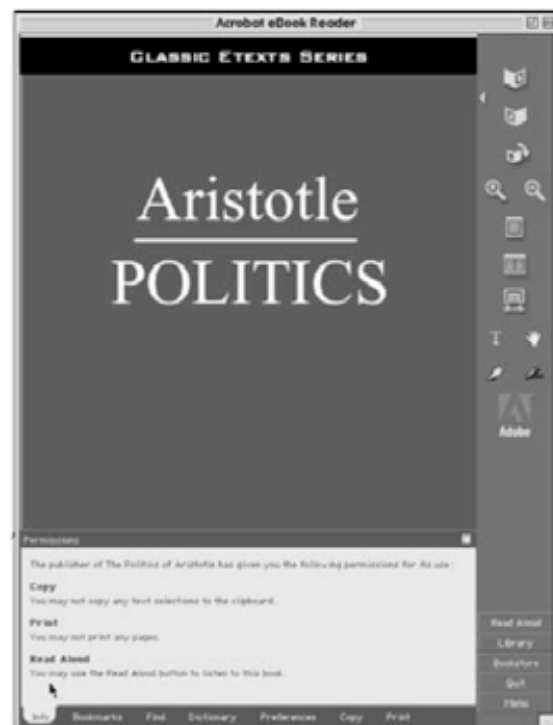 Acrobat eBook Reader
CLASSIC ETEXTS SERIES
Aristotle
POLITICS
Adobe
Permissions
The publisher of The Politics of Aristotle has given you the following permissions for its use:
Copy
You may not copy any text selections to the clipboard.
Print
You may not print any pages.
Read Aloud
You may use the Read Aloud button to listen to this book.
Read Aloud
Library
Bookstore
Quit
Menu
Info Bookmarks Find Dictionary Preferences Copy Print